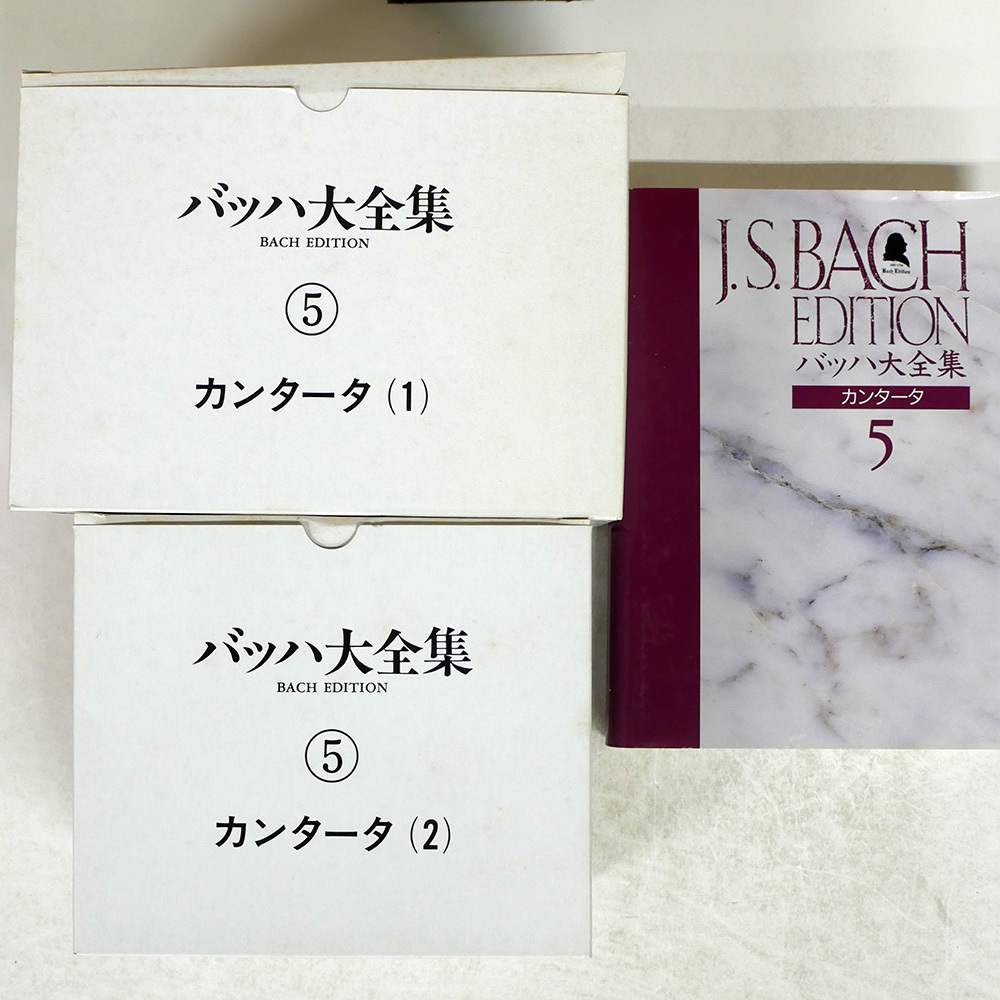 バッハ大全集
BACH EDITION
⑤
カンタータ (1)
バッハ大全集
BACH EDITION
⑤
カンタータ (2)
J.S.BACH
Bach Edition
EDITION
バッハ大全集
カンタータ
5